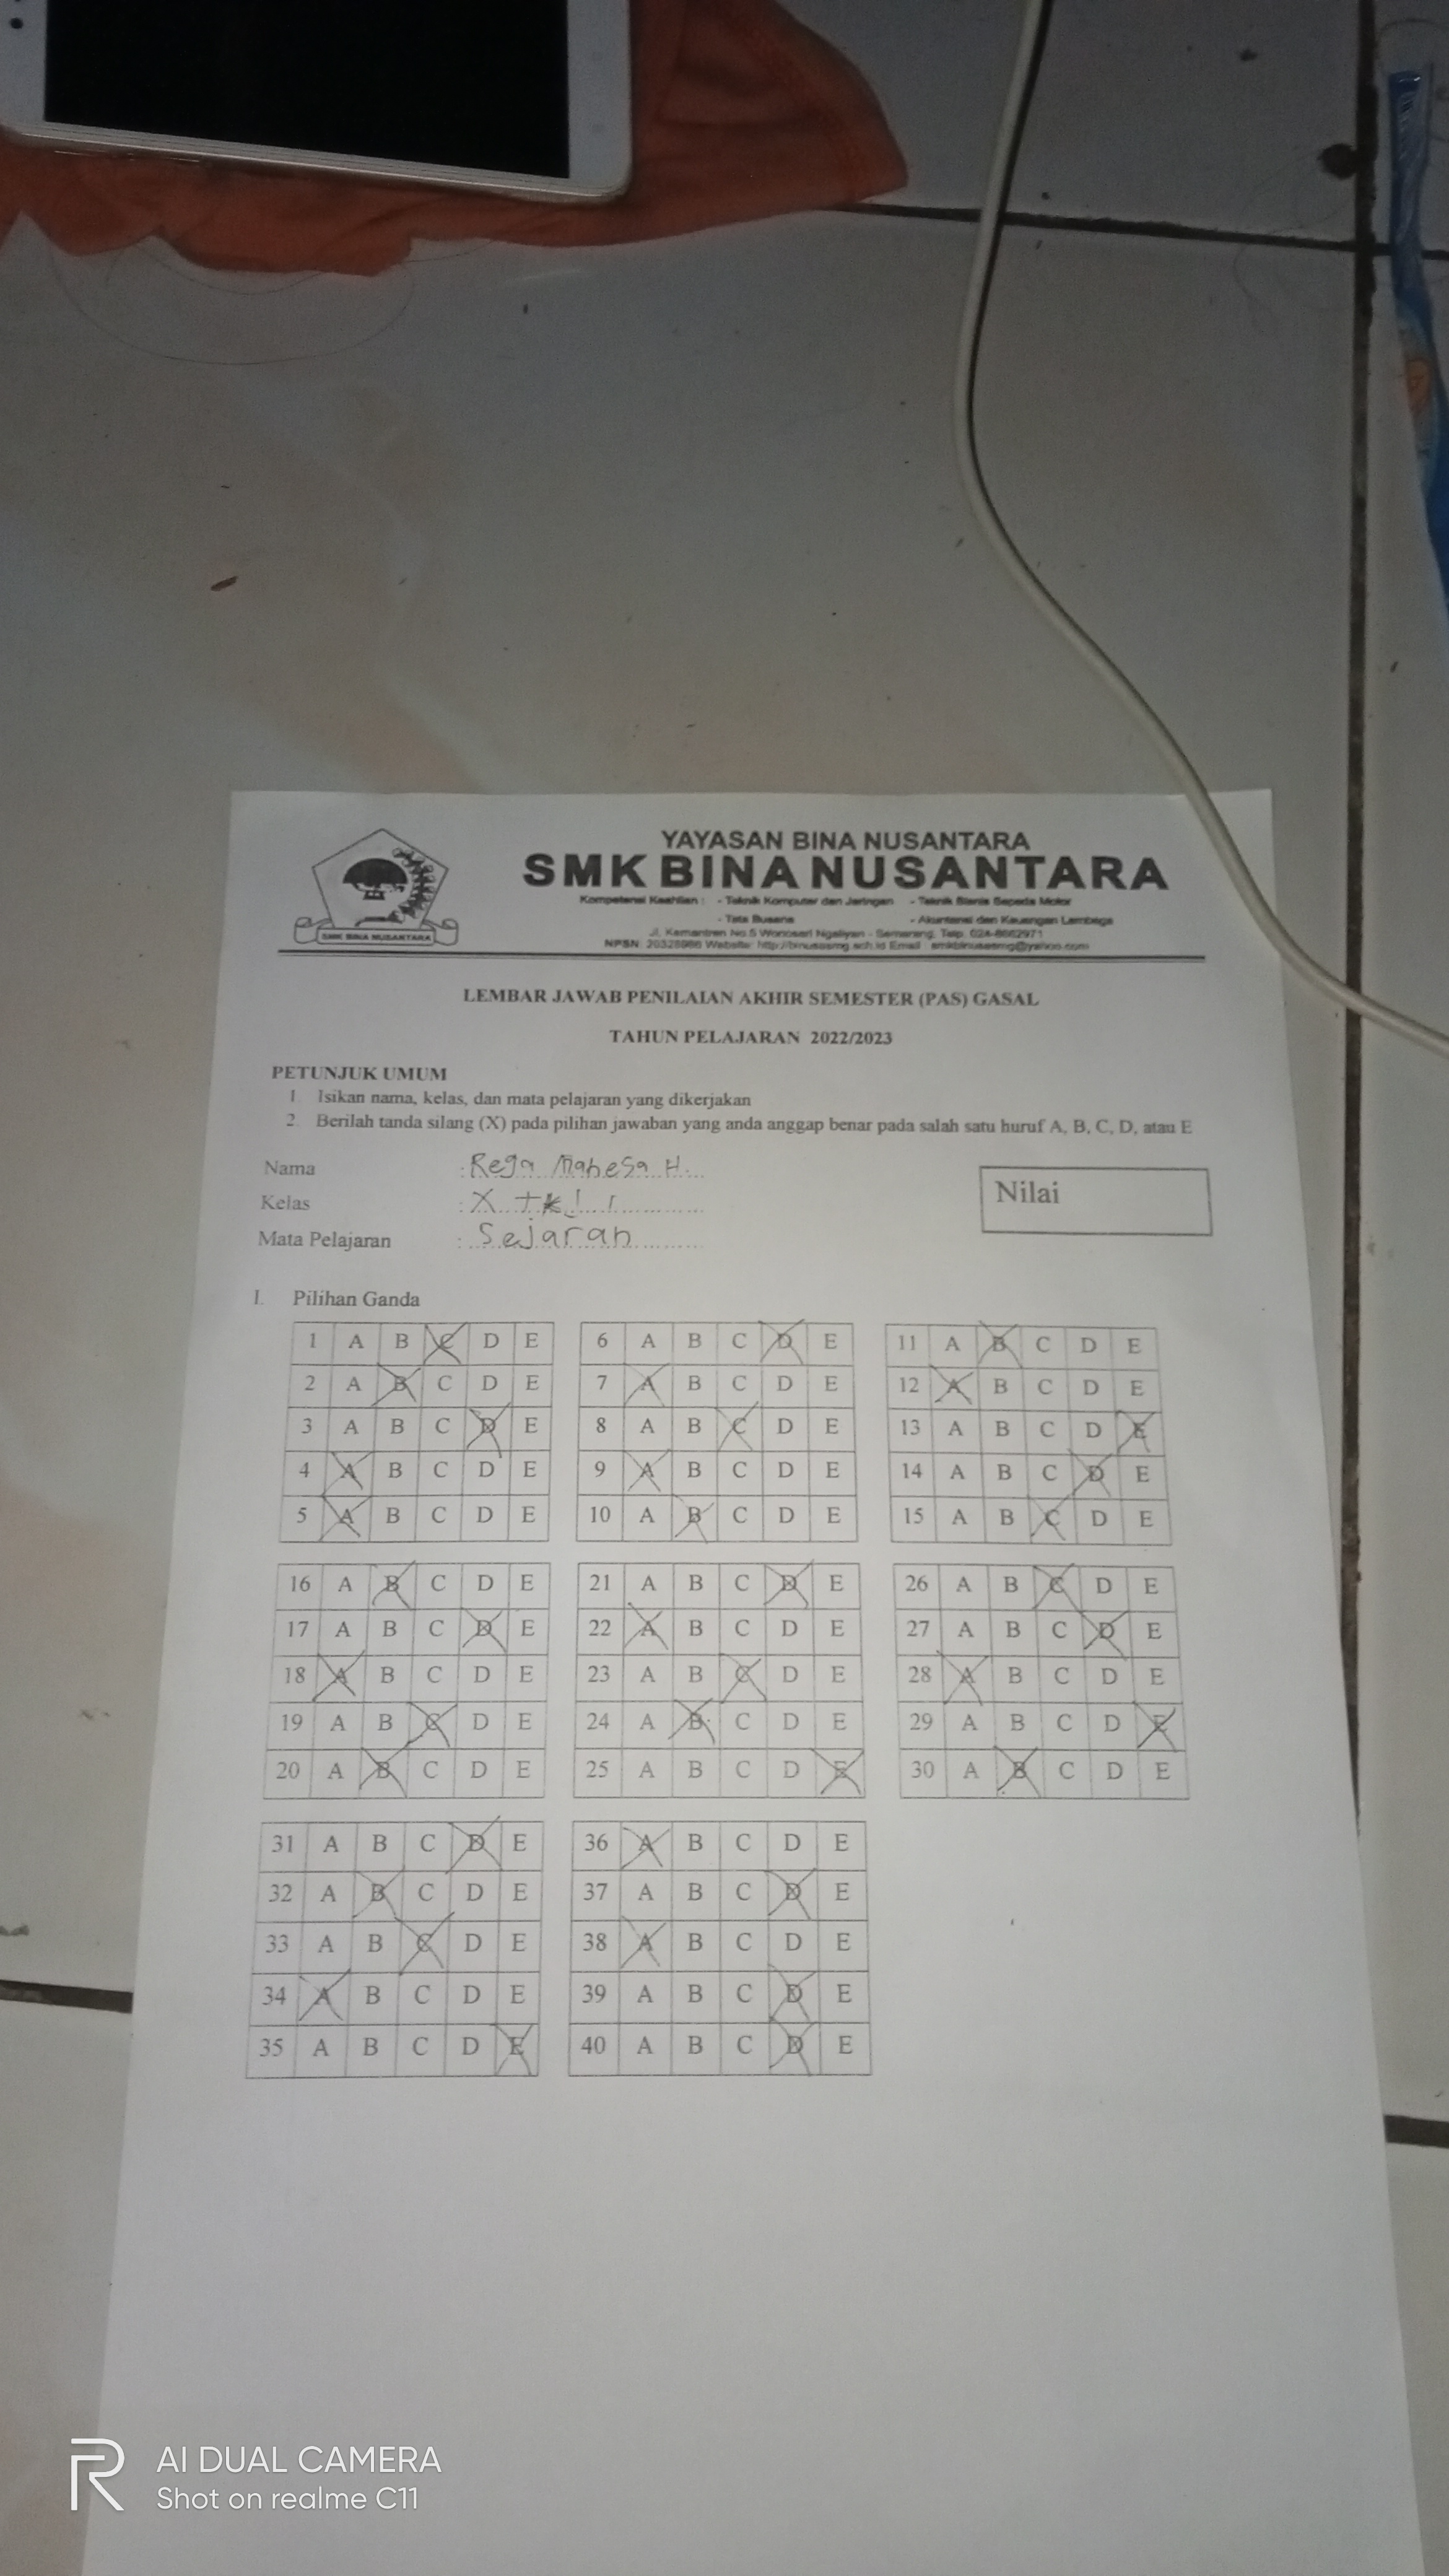 YAYASAN BINA NUSANTARA
SMK BINA NUSANTARA
Kompetensi Keahlian : - Teknik Komputer dan Jaringan - Teknik Bisnis Sepeda Motor
- Tata Busana - Akuntansi dan Keuangan Lembaga
Jl. Kemantren No.5 Wonosari Ngaliyan - Semarang, Telp. 024-8662971
NPSN: 20328986 Website: http://binusasmg.sch.id Email : smkbinusasmg@yahoo.com
SMK BINA NUSANTARA
LEMBAR JAWAB PENILAIAN AKHIR SEMESTER (PAS) GASAL
TAHUN PELAJARAN 2022/2023
PETUNJUK UMUM
1. Isikan nama, kelas, dan mata pelajaran yang dikerjakan
2. Berilah tanda silang (X) pada pilihan jawaban yang anda anggap benar pada salah satu huruf A, B, C, D, atau E
Nama : Rega Mahesa H.
Kelas : X
Mata Pelajaran : Sejarah
Nilai
I. Pilihan Ganda
1 A B C D E 6 A B C D E 11 A B C D E
2 A B C D E 7 A B C D E 12 A B C D E
3 A B C D E 8 A B C D E 13 A B C D E
4 A B C D E 9 A B C D E 14 A B C D E
5 A B C D E 10 A B C D E 15 A B C D E
16 A B C D E 21 A B C D E 26 A B C D E
17 A B C D E 22 A B C D E 27 A B C D E
18 A B C D E 23 A B C D E 28 A B C D E
19 A B C D E 24 A B C D E 29 A B C D E
20 A B C D E 25 A B C D E 30 A B C D E
31 A B C D E 36 A B C D E
32 A B C D E 37 A B C D E
33 A B C D E 38 A B C D E
34 A B C D E 39 A B C D E
35 A B C D E 40 A B C D E
AI DUAL CAMERA
Shot on realme C11